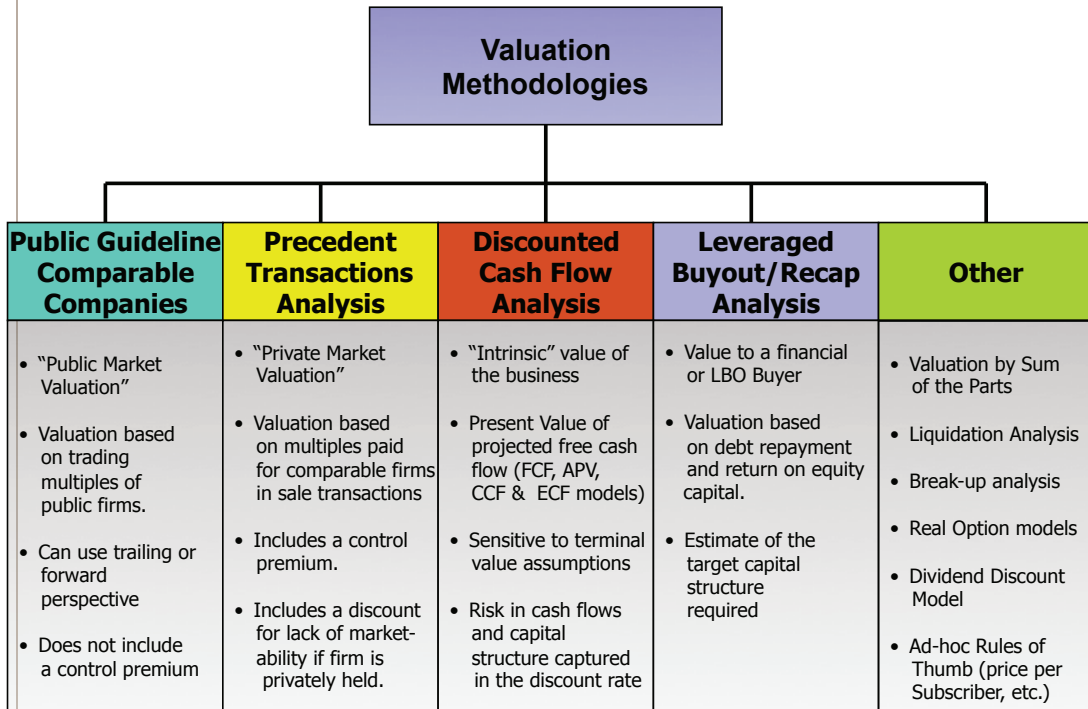 Valuation
Methodologies
Public Guideline
Comparable
Companies
• “Public Market
Valuation”
• Valuation based
on trading
multiples of
public firms.
• Can use trailing or
forward
perspective
• Does not include
a control premium
Precedent
Transactions
Analysis
• “Private Market
Valuation”
• Valuation based
on multiples paid
for comparable firms
in sale transactions
• Includes a control
premium.
• Includes a discount
for lack of market-
ability if firm is
privately held.
Discounted
Cash Flow
Analysis
• “Intrinsic” value of
the business
• Present Value of
projected free cash
flow (FCF, APV,
CCF & ECF models)
• Sensitive to terminal
value assumptions
• Risk in cash flows
and capital
structure captured
in the discount rate
Leveraged
Buyout/Recap
Analysis
• Value to a financial
or LBO Buyer
• Valuation based
on debt repayment
and return on equity
capital.
• Estimate of the
target capital
structure
required
Other
• Valuation by Sum
of the Parts
• Liquidation Analysis
• Break-up analysis
• Real Option models
• Dividend Discount
Model
• Ad-hoc Rules of
Thumb (price per
Subscriber, etc.)